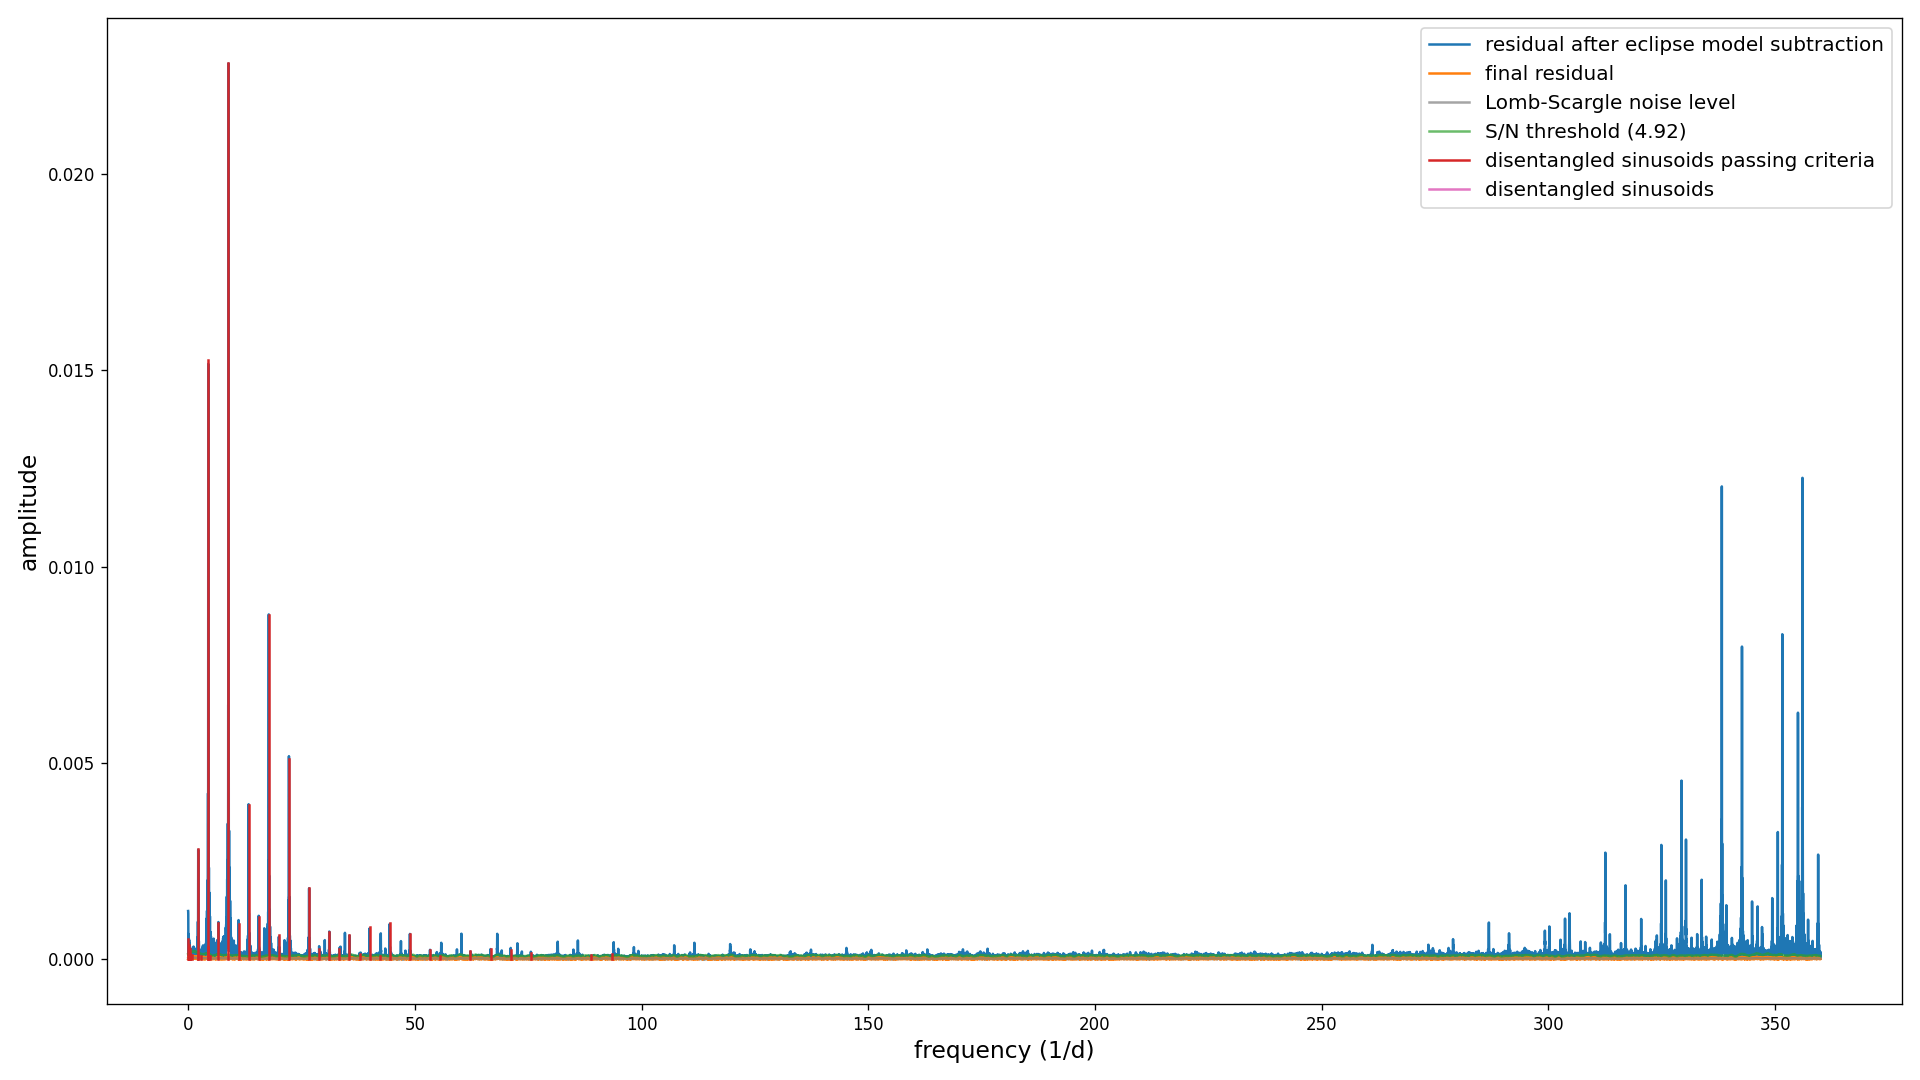 residual after eclipse model subtraction
final residual
Lomb-Scargle noise level
S/N threshold (4.92)
disentangled sinusoids passing criteria
disentangled sinusoids
amplitude
0.020
0.015
0.010
0.005
0.000
0 50 100 150 200 250 300 350
frequency (1/d)